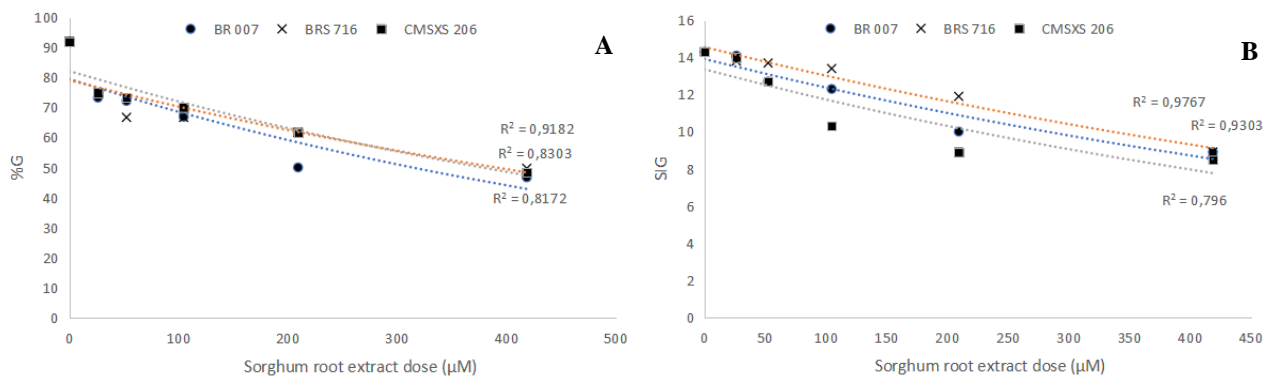 BR 007 BRS 716 CMSXS 206
A
100
90
80
70
60
50
40
30
20
10
0
%G
R² = 0,9182
R² = 0,8303
R² = 0,8172
0 100 200 300 400 500
Sorghum root extract dose (µM)
BR 007 BRS 716 CMSXS 206
B
16
14
12
10
8
6
4
2
0
SIG
R² = 0,9767
R² = 0,9303
R² = 0,796
0 50 100 150 200 250 300 350 400 450
Sorghum root extract dose (µM)